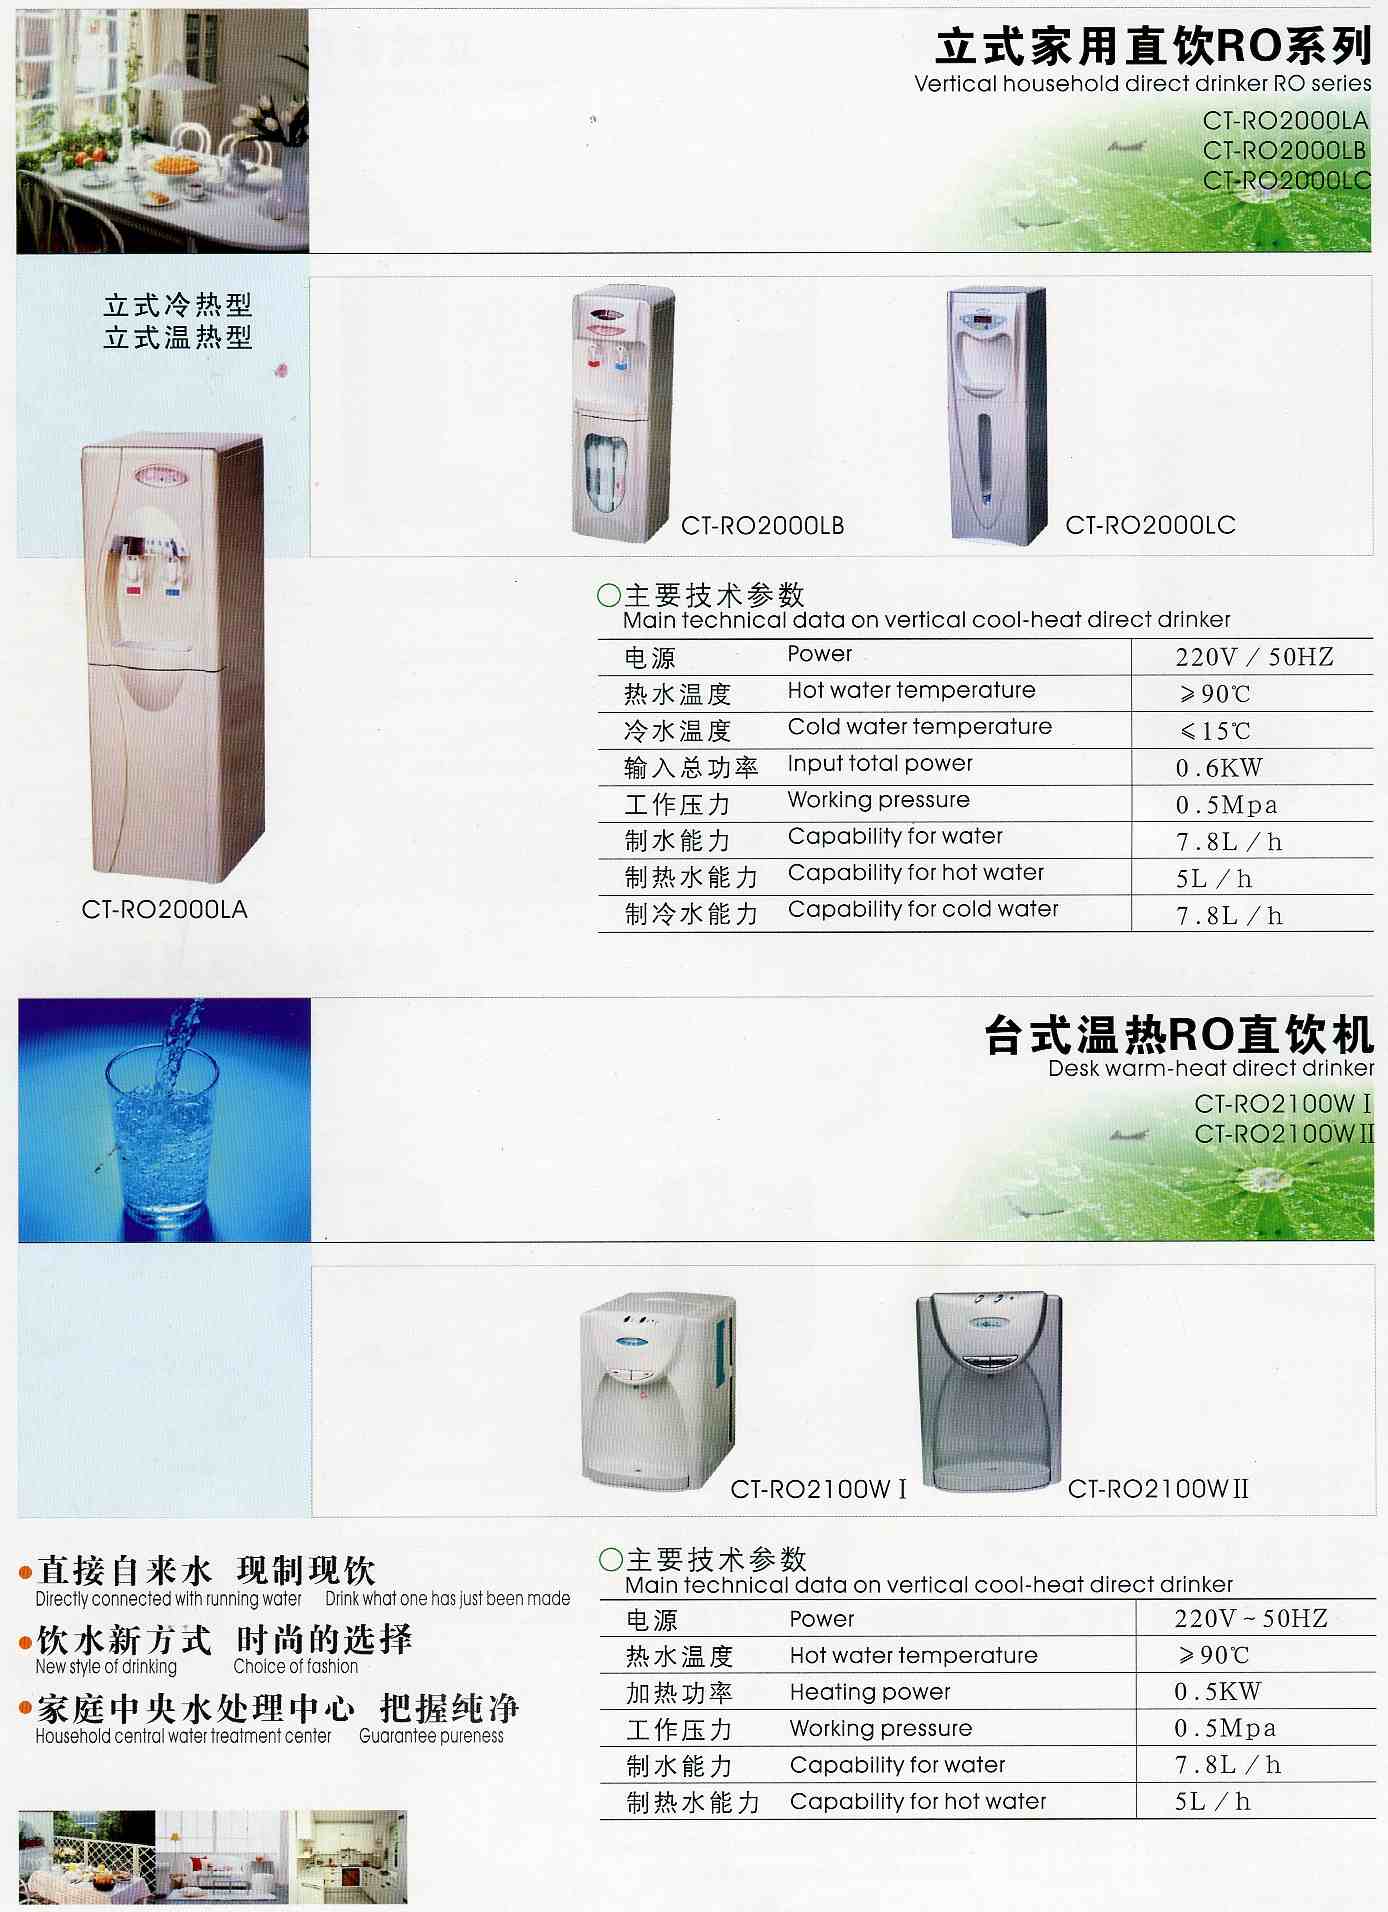 立式家用直饮RO系列
Vertical household direct drinker RO series
CT-RO2000LA
CT-RO2000LB
CT-RO2000LC
立式冷热型
立式温热型
CT-RO2000LB
CT-RO2000LC
CT-RO2000LA
○主要技术参数
Main technical data on vertical cool-heat direct drinker
电源 Power 220V／50HZ
热水温度 Hot water temperature ≥90℃
冷水温度 Cold water temperature ≤15℃
输入总功率 Input total power 0.6KW
工作压力 Working pressure 0.5Mpa
制水能力 Capability for water 7.8L／h
制热水能力 Capability for hot water 5L／h
制冷水能力 Capability for cold water 7.8L／h
台式温热RO直饮机
Desk warm-heat direct drinker
CT-RO2100WⅠ
CT-RO2100WⅡ
CT-RO2100WⅠ
CT-RO2100WⅡ
直接自来水 现制现饮
Directly connected with running water Drink what one has just been made
饮水新方式 时尚的选择
New style of drinking Choice of fashion
家庭中央水处理中心 把握纯净
Household central water treatment center Guarantee pureness
○主要技术参数
Main technical data on vertical cool-heat direct drinker
电源 Power 220V~50HZ
热水温度 Hot water temperature ≥90℃
加热功率 Heating power 0.5KW
工作压力 Working pressure 0.5Mpa
制水能力 Capability for water 7.8L／h
制热水能力 Capability for hot water 5L／h